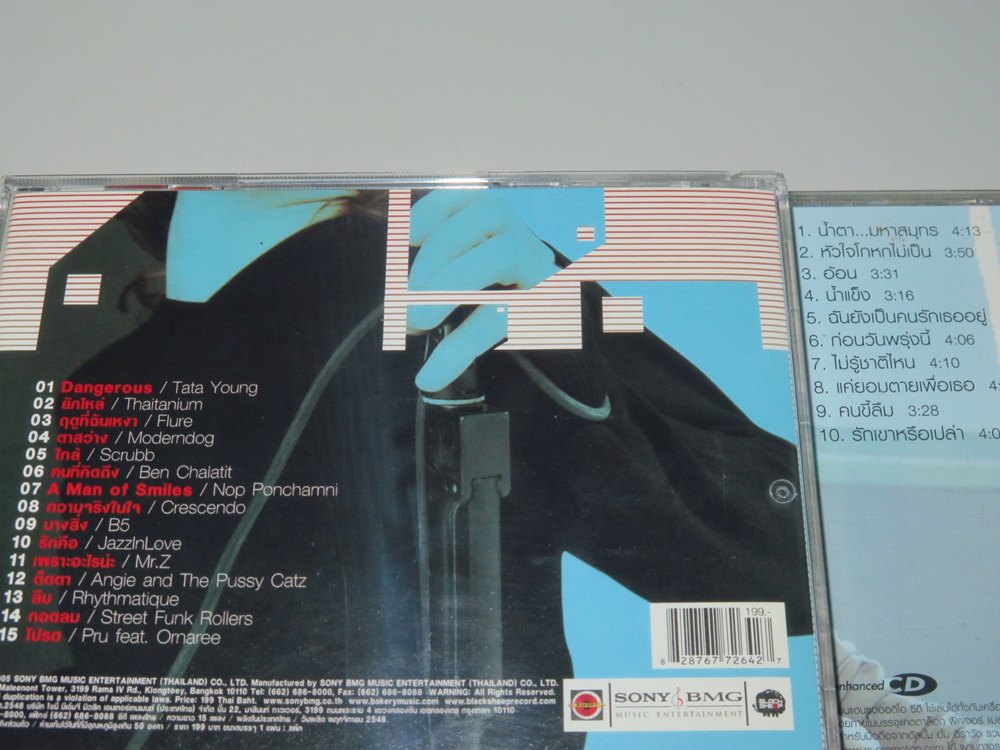 01 Dangerous / Tata Young
02 ยักไหล่ / Thaitanium
03 ฤดูที่ฉันเหงา / Flure
04 ตาสว่าง / Moderndog
05 ใกล้ / Scrubb
06 คนที่คิดถึง / Ben Chalatit
07 A Man of Smiles / Nop Ponchamni
08 ความจริงในใจ / Crescendo
09 บางสิ่ง / B5
10 รักคือ / JazzInLove
11 เพราะอะไรน่ะ / Mr.Z
12 ติ๊ดตา / Angie and The Pussy Catz
13 ลืม / Rhythmatique
14 กอดลม / Street Funk Rollers
15 โปรด / Pru feat. Ornaree
005 SONY BMG MUSIC ENTERTAINMENT (THAILAND) CO., LTD. Manufactured by SONY BMG MUSIC ENTERTAINMENT (THAILAND) CO., LTD.
Maleenont Tower, 3199 Rama IV Rd., Klongtoey, Bangkok 10110 Tel: (662) 686-8000, Fax: (662) 686-8088 WARNING: All Rights Reserved.
duplication is a violation of applicable laws. Price: 199 Thai Baht. www.sonybmg.co.th www.bakerymusic.com www.blacksheeprecord.com
199.-
8 28767 72642 7
SONY BMG
MUSIC ENTERTAINMENT
1. น้ำตา...มหาสมุทร 4:13
2. หัวใจโกหกไม่เป็น 3:50
3. อ้อน 3:31
4. น้ำแข็ง 3:16
5. ฉันยังเป็นคนรักเธออยู่
6. ก่อนวันพรุ่งนี้ 4:06
7. ไม่รู้ชาติไหน 4:10
8. แค่ยอมตายเพื่อเธอ
9. คนขี้ลืม 3:28
10. รักเขาหรือเปล่า 4:0
enhanced CD